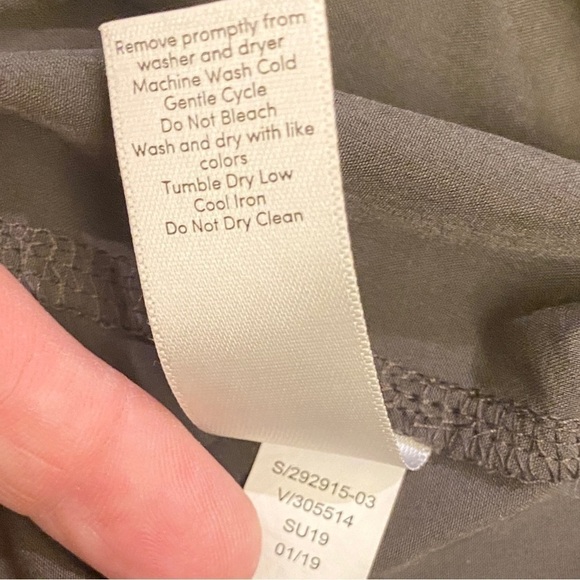 Remove promptly from
washer and dryer
Machine Wash Cold
Gentle Cycle
Do Not Bleach
Wash and dry with like
colors
Tumble Dry Low
Cool Iron
Do Not Dry Clean
S/292915-03
V/305514
SU19
01/19